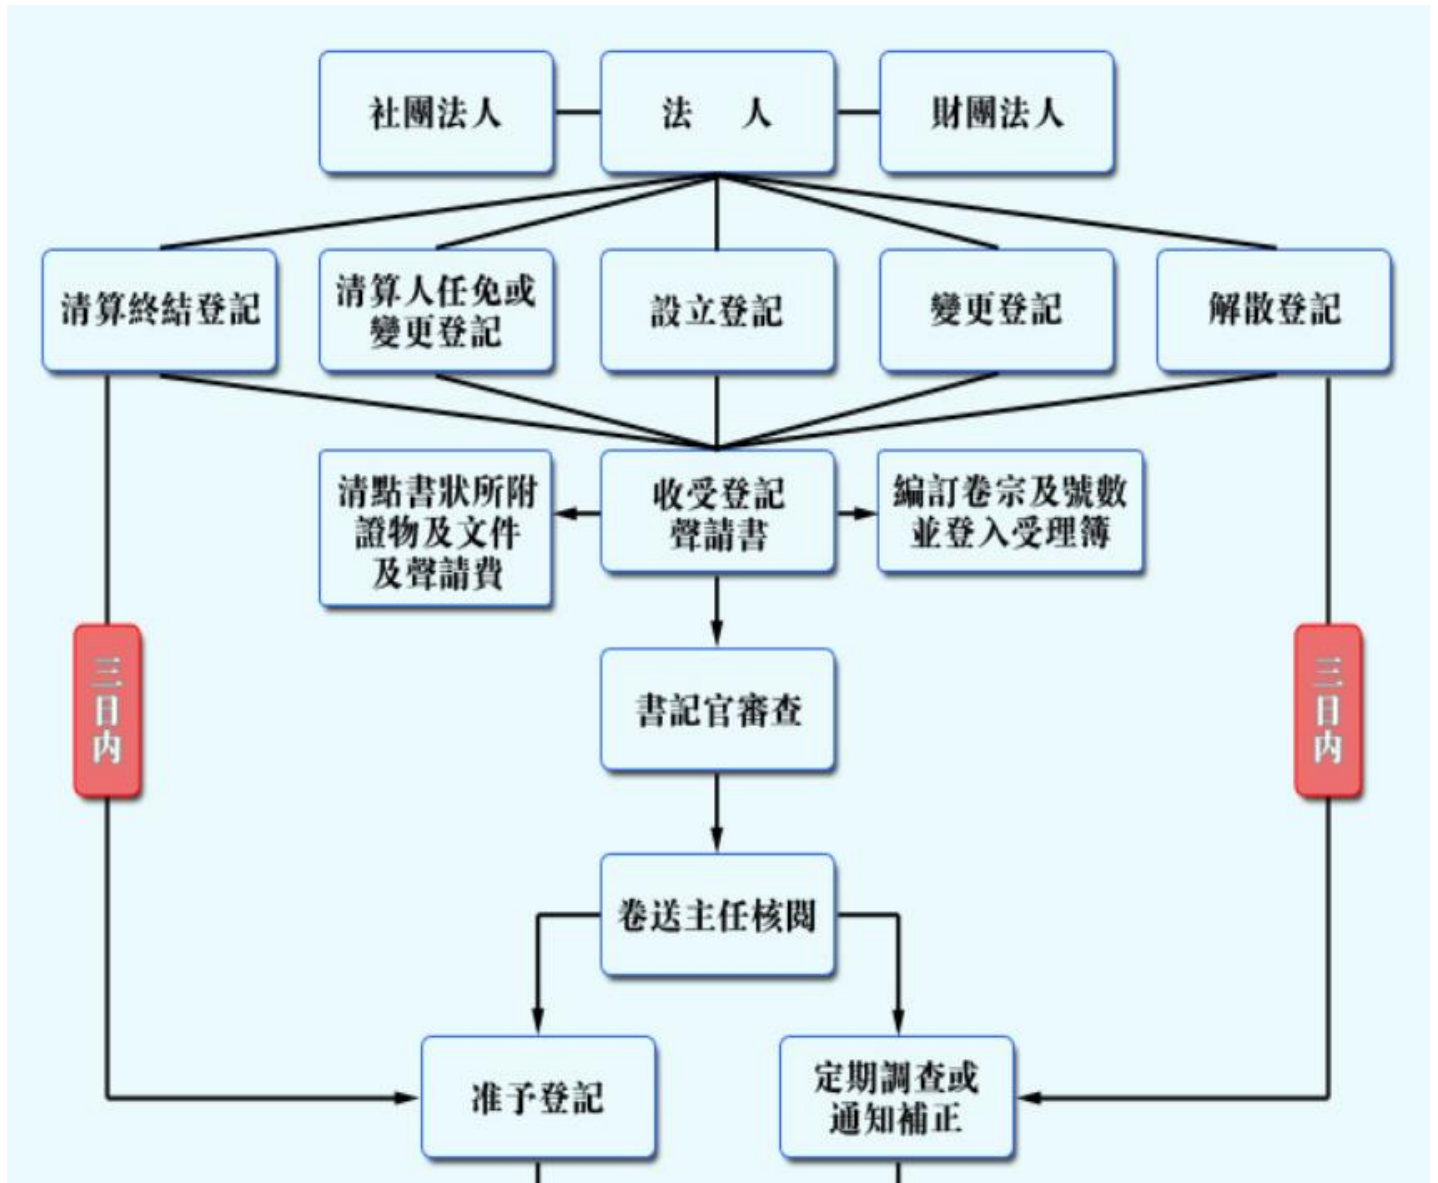 社團法人
法 人
財團法人
清算終結登記
清算人任免或
變更登記
設立登記
變更登記
解散登記
清點書狀所附
證物及文件
及聲請費
收受登記
聲請書
編訂卷宗及號數
並登入受理簿
三日內
書記官審查
三日內
卷送主任核閱
准予登記
定期調查或
通知補正